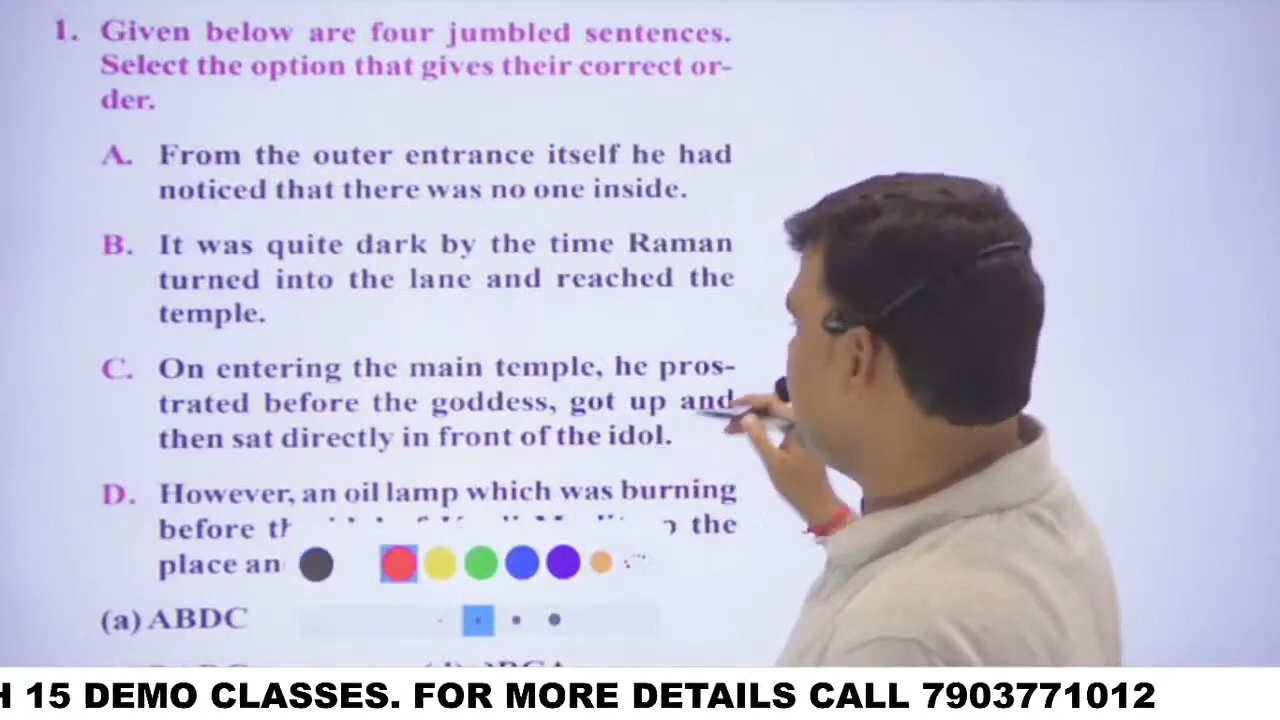 1. Given below are four jumbled sentences.
Select the option that gives their correct or-
der.
A. From the outer entrance itself he had
noticed that there was no one inside.
B. It was quite dark by the time Raman
turned into the lane and reached the
temple.
C. On entering the main temple, he pros-
trated before the goddess, got up and
then sat directly in front of the idol.
D. However, an oil lamp which was burning
before the
place an
(a) ABDC
H 15 DEMO CLASSES. FOR MORE DETAILS CALL 7903771012